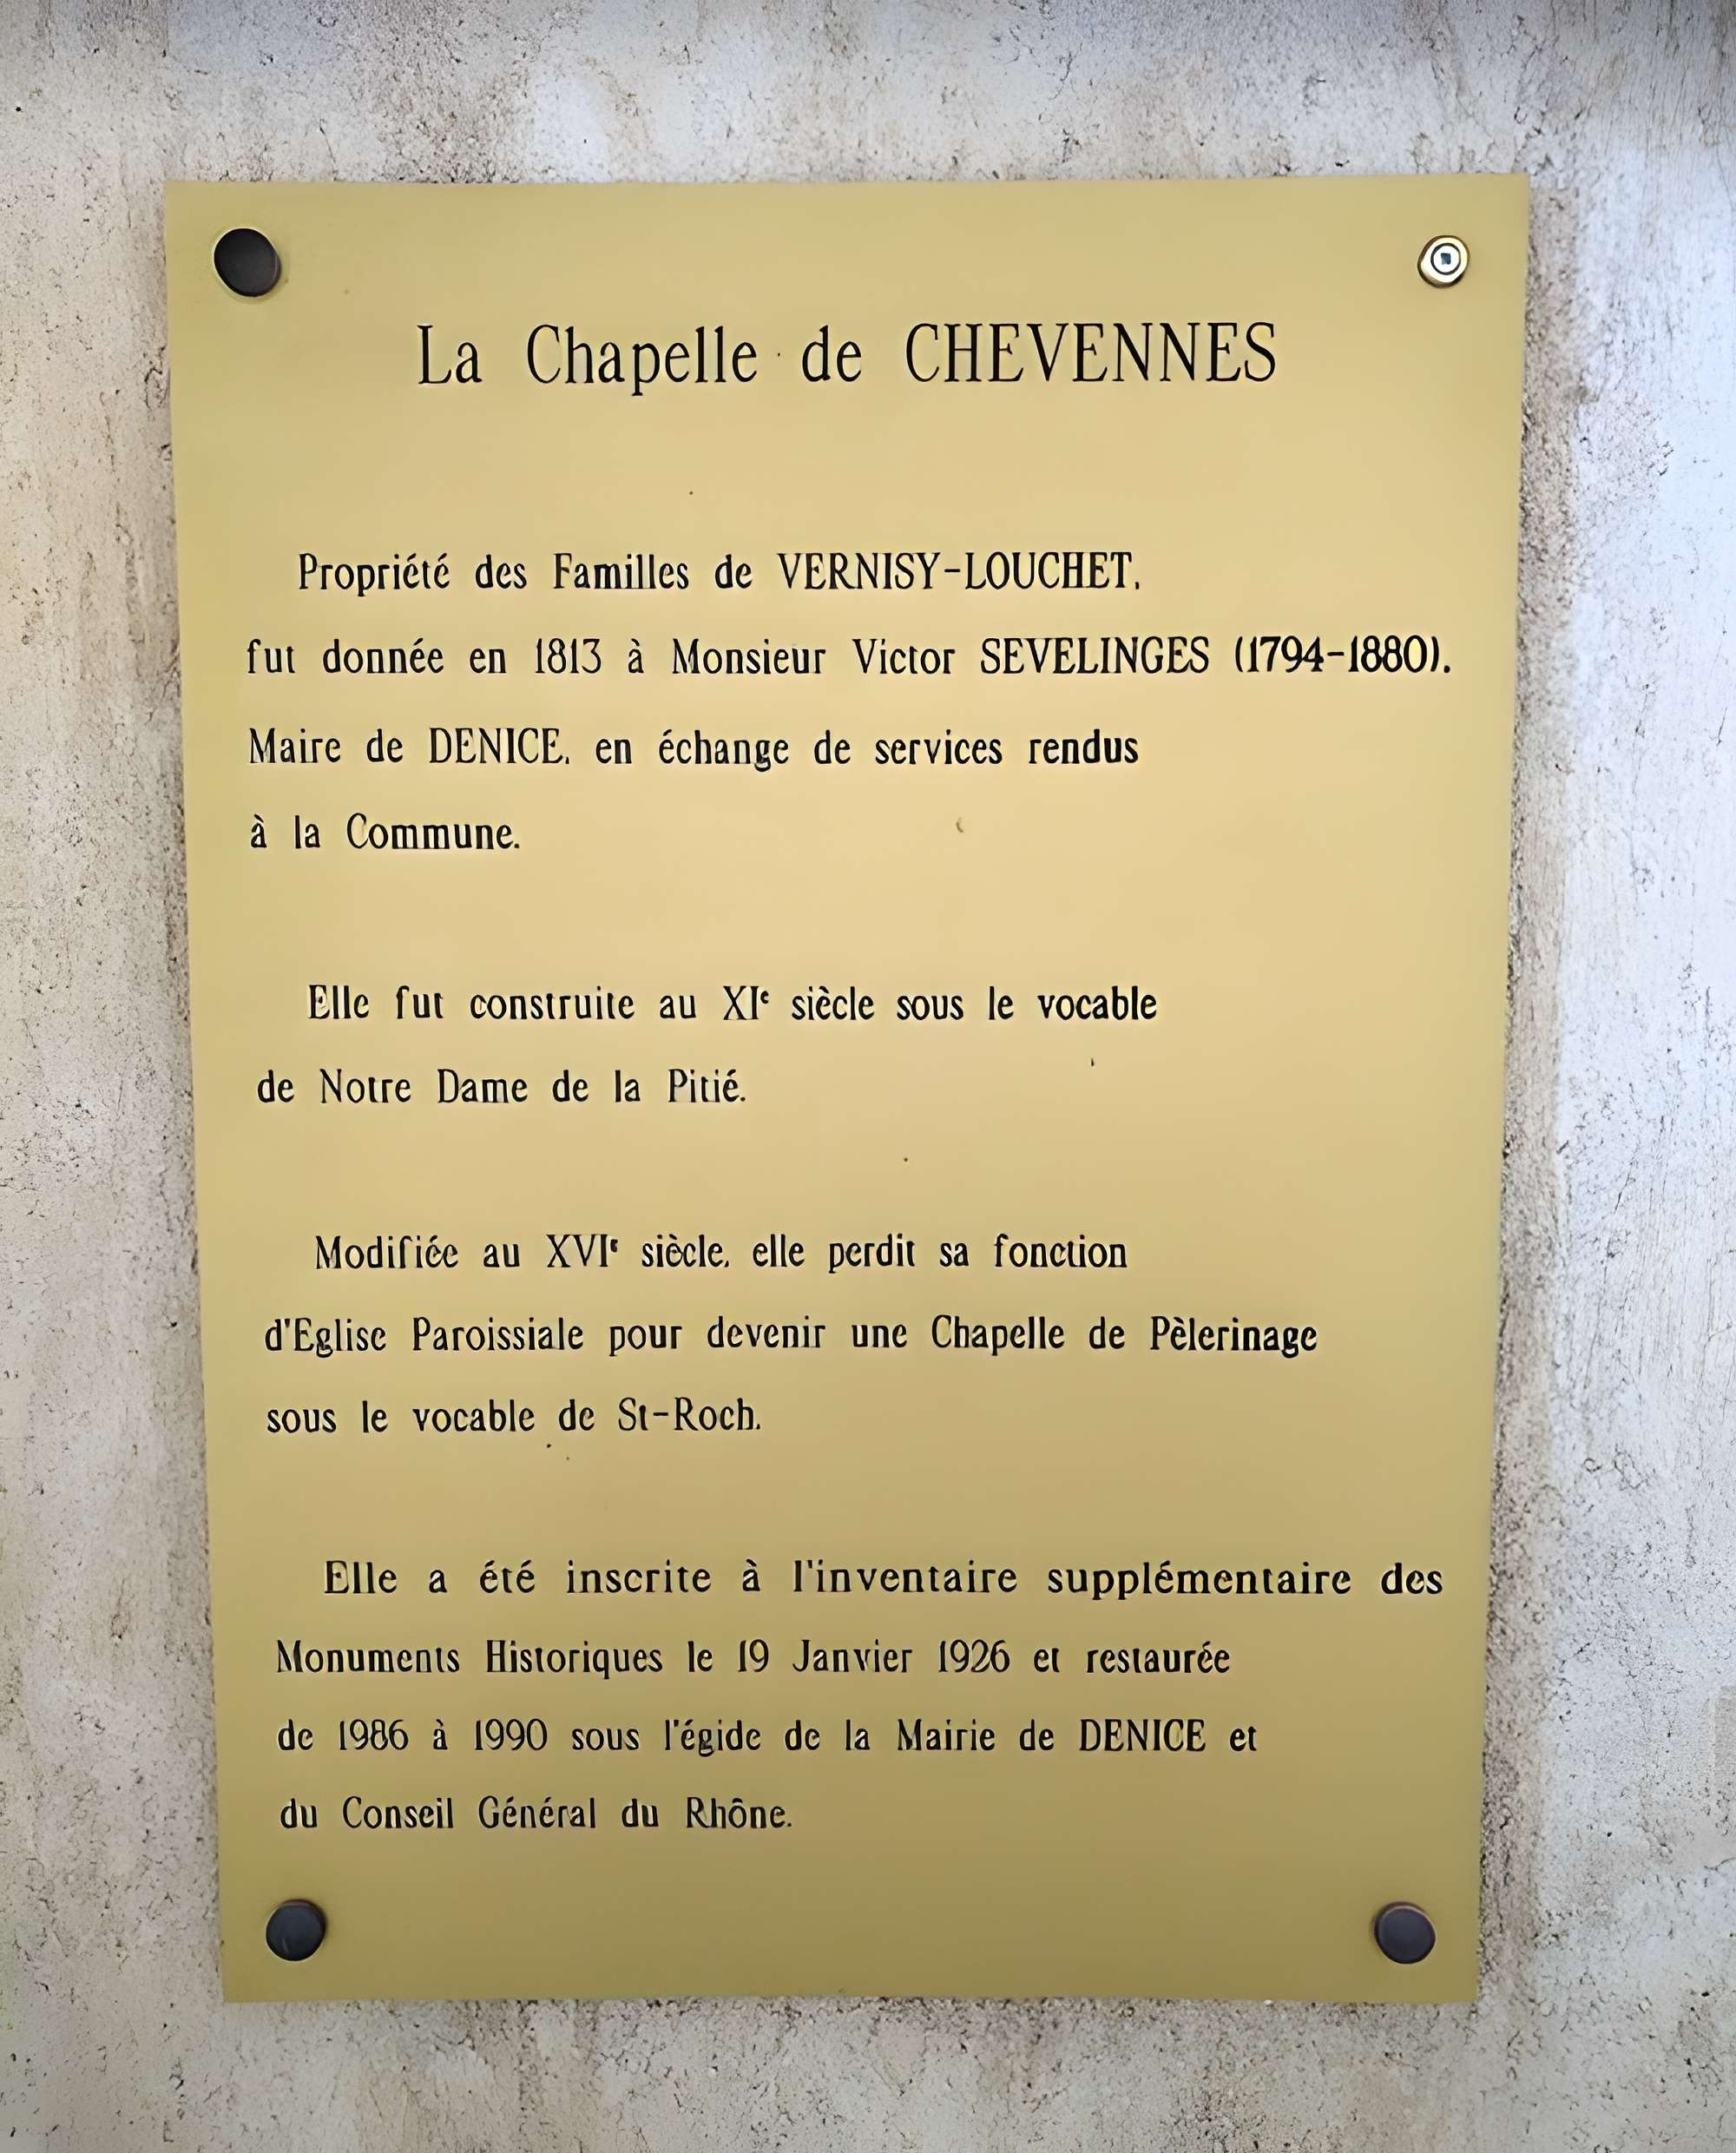 La Chapelle de CHEVENNES
Propriété des Familles de VERNISY-LOUCHET,
fut donnée en 1813 à Monsieur Victor SEVELINGES (1794-1880),
Maire de DENICE, en échange de services rendus
à la Commune.
Elle fut construite au XIe siècle sous le vocable
de Notre Dame de la Pitié.
Modifiée au XVIe siècle, elle perdit sa fonction
d'Eglise Paroissiale pour devenir une Chapelle de Pèlerinage
sous le vocable de St-Roch.
Elle a été inscrite à l'inventaire supplémentaire des
Monuments Historiques le 19 Janvier 1926 et restaurée
de 1986 à 1990 sous l'égide de la Mairie de DENICE et
du Conseil Général du Rhône.